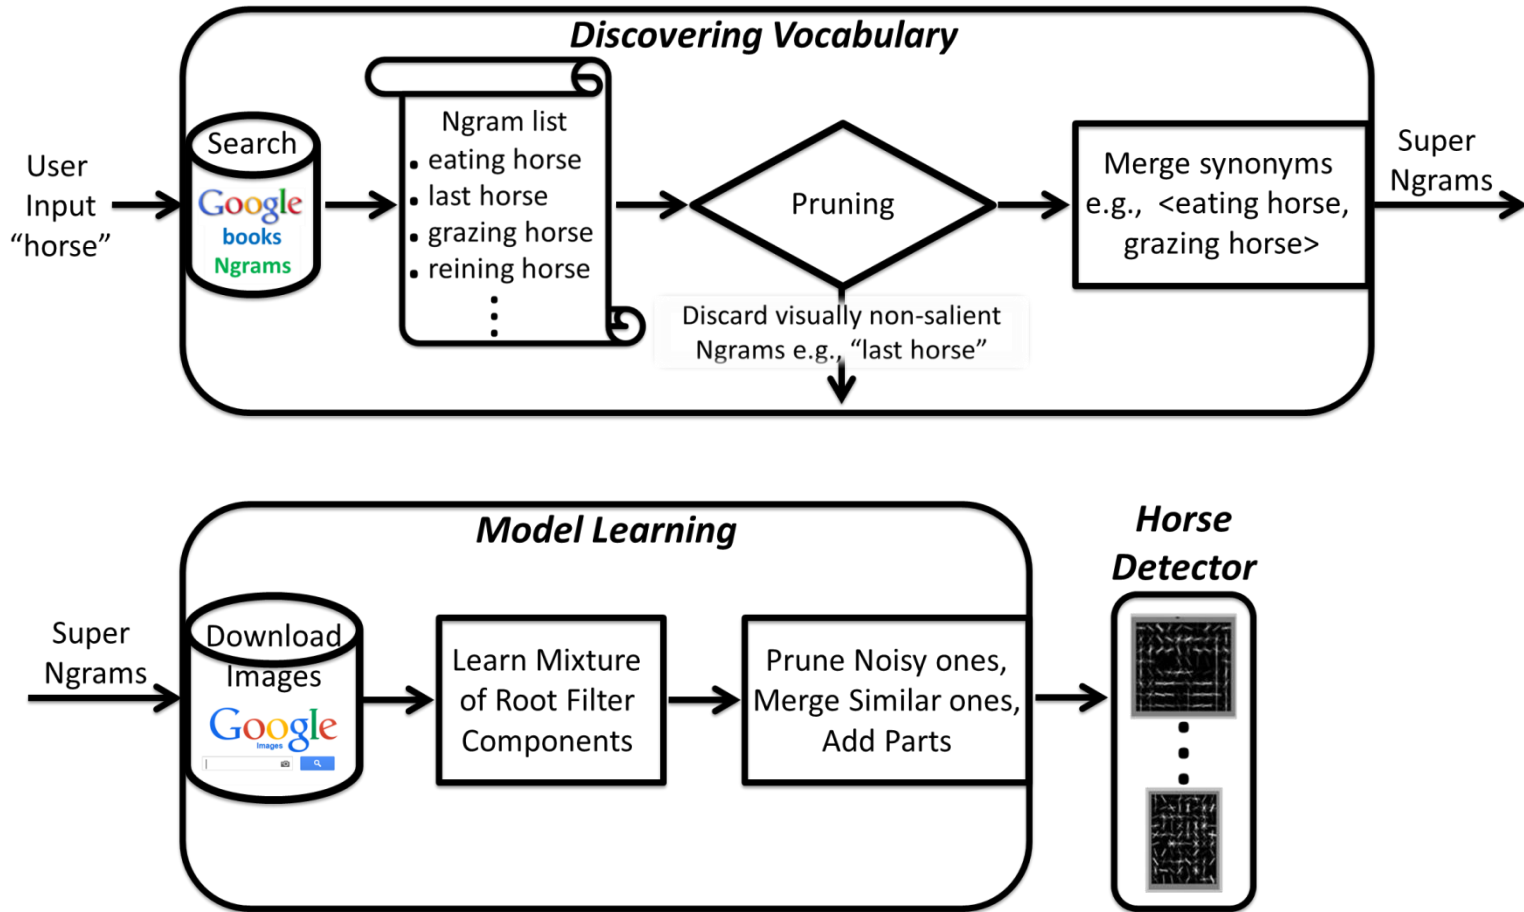 Discovering Vocabulary
User
Input
“horse”
Search
Google
books
Ngrams
Ngram list
▪ eating horse
▪ last horse
▪ grazing horse
▪ reining horse
Pruning
Discard visually non-salient
Ngrams e.g., “last horse”
Merge synonyms
e.g., <eating horse,
grazing horse>
Super
Ngrams
Model Learning
Super
Ngrams
Download
Images
Google
Images
Learn Mixture
of Root Filter
Components
Prune Noisy ones,
Merge Similar ones,
Add Parts
Horse
Detector